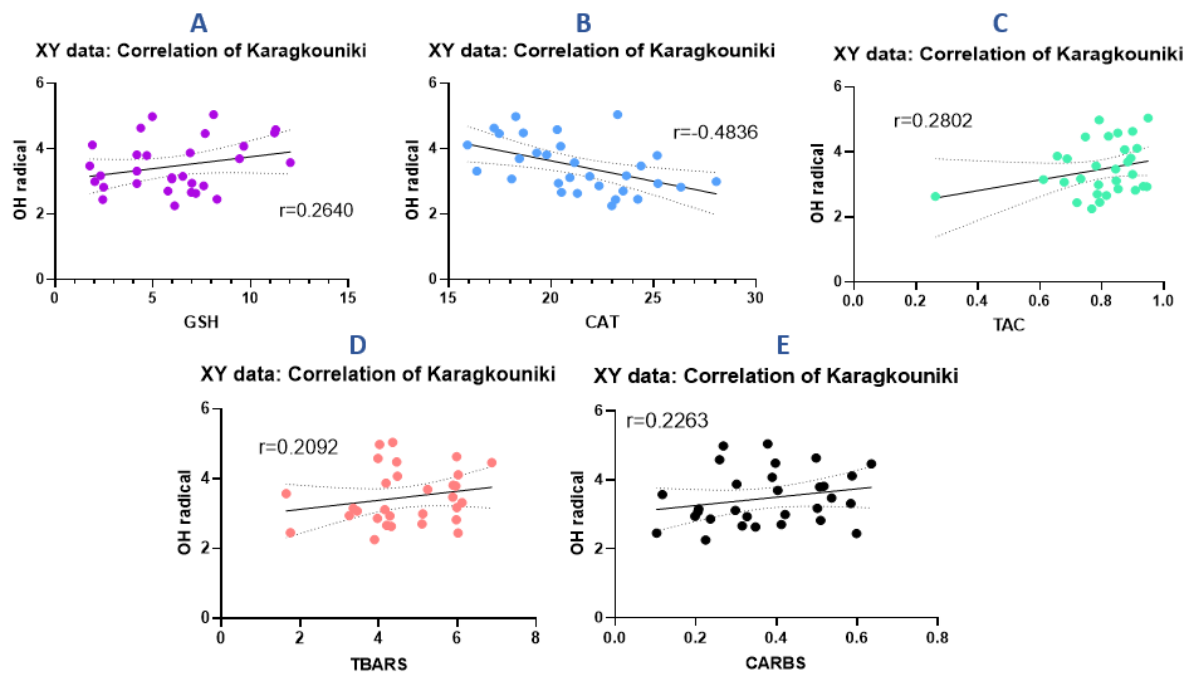 A
XY data: Correlation of Karagkouniki
OH radical
6
4
2
0
r=0.2640
0 5 10 15
GSH
B
XY data: Correlation of Karagkouniki
OH radical
6
4
2
0
r=-0.4836
15 20 25 30
CAT
C
XY data: Correlation of Karagkouniki
OH radical
6
4
2
0
r=0.2802
0.0 0.2 0.4 0.6 0.8 1.0
TAC
D
XY data: Correlation of Karagkouniki
OH radical
6
4
2
0
r=0.2092
0 2 4 6 8
TBARS
E
XY data: Correlation of Karagkouniki
OH radical
6
4
2
0
r=0.2263
0.0 0.2 0.4 0.6 0.8
CARBS